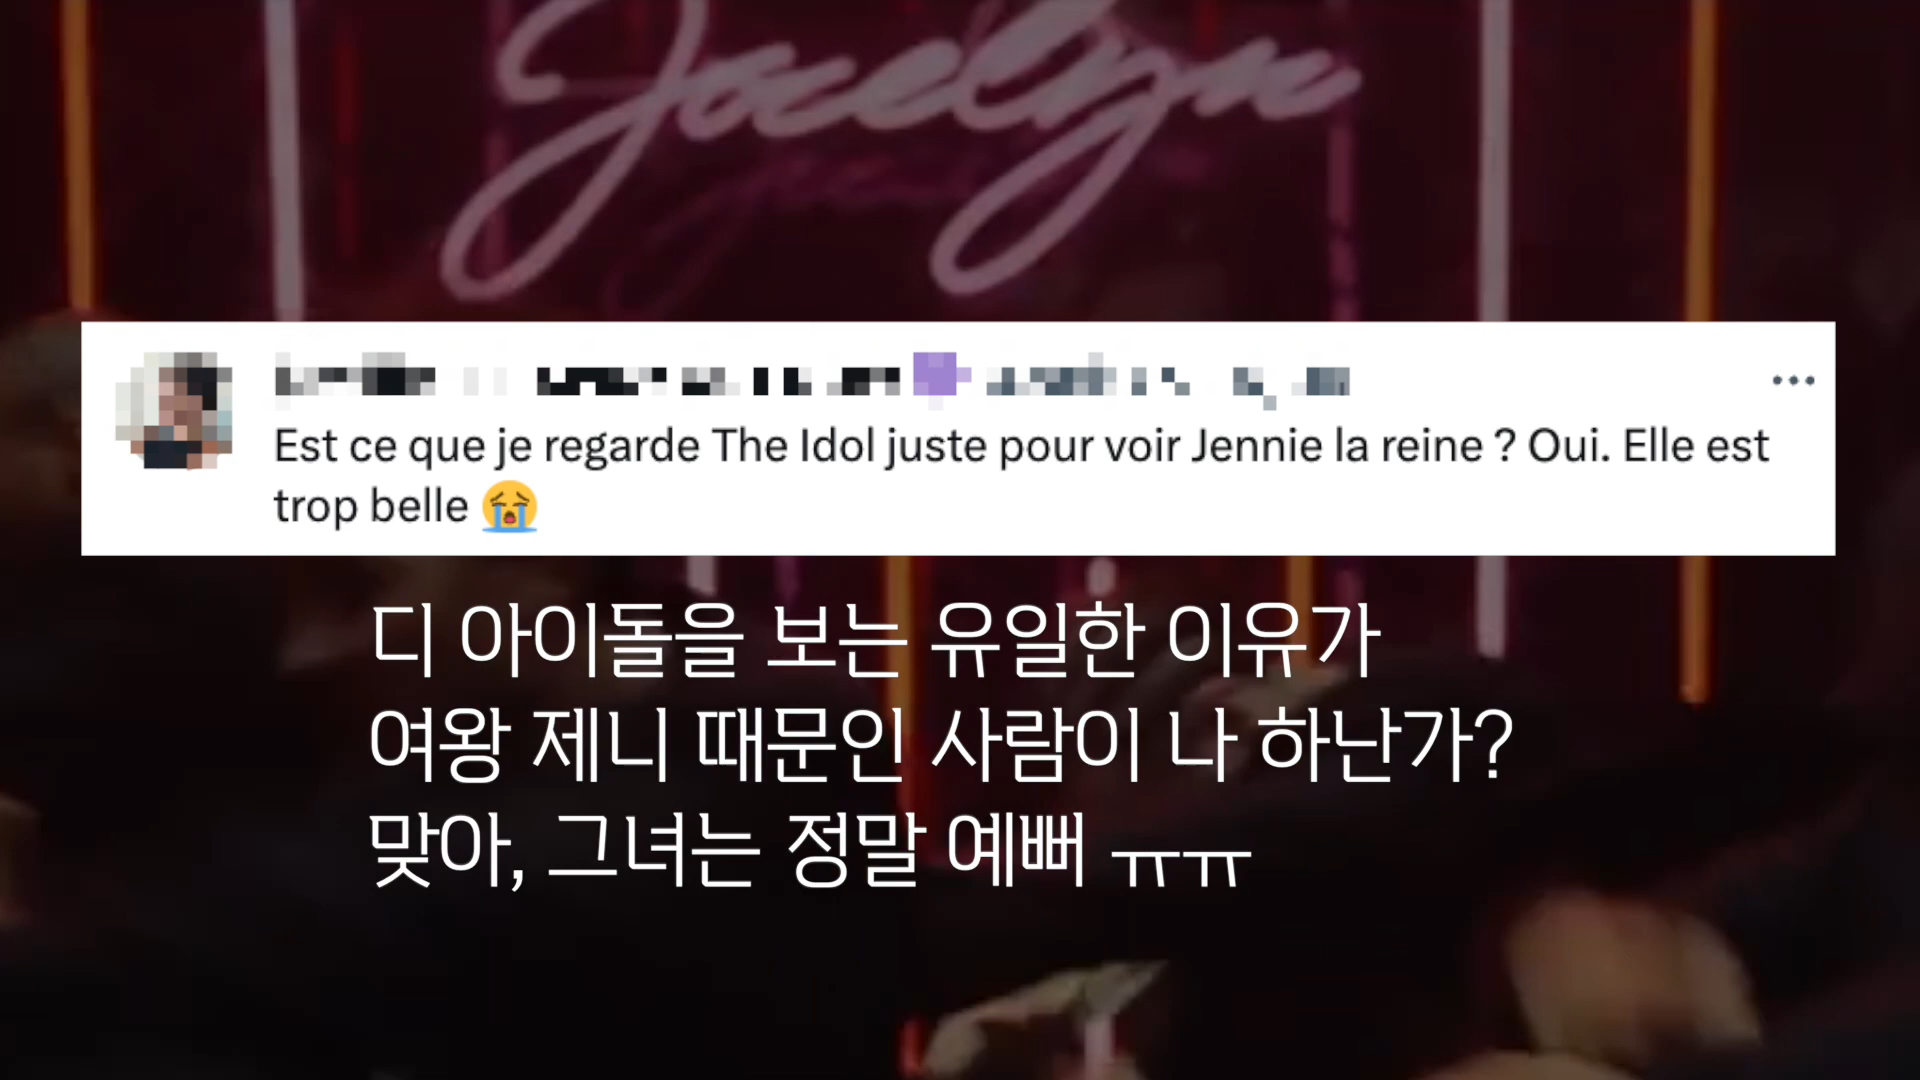 Jocelyn
Est ce que je regarde The Idol juste pour voir Jennie la reine ? Oui. Elle est
trop belle 😭
디 아이돌을 보는 유일한 이유가
여왕 제니 때문인 사람이 나 하난가?
맞아, 그녀는 정말 예뻐 ㅠㅠ